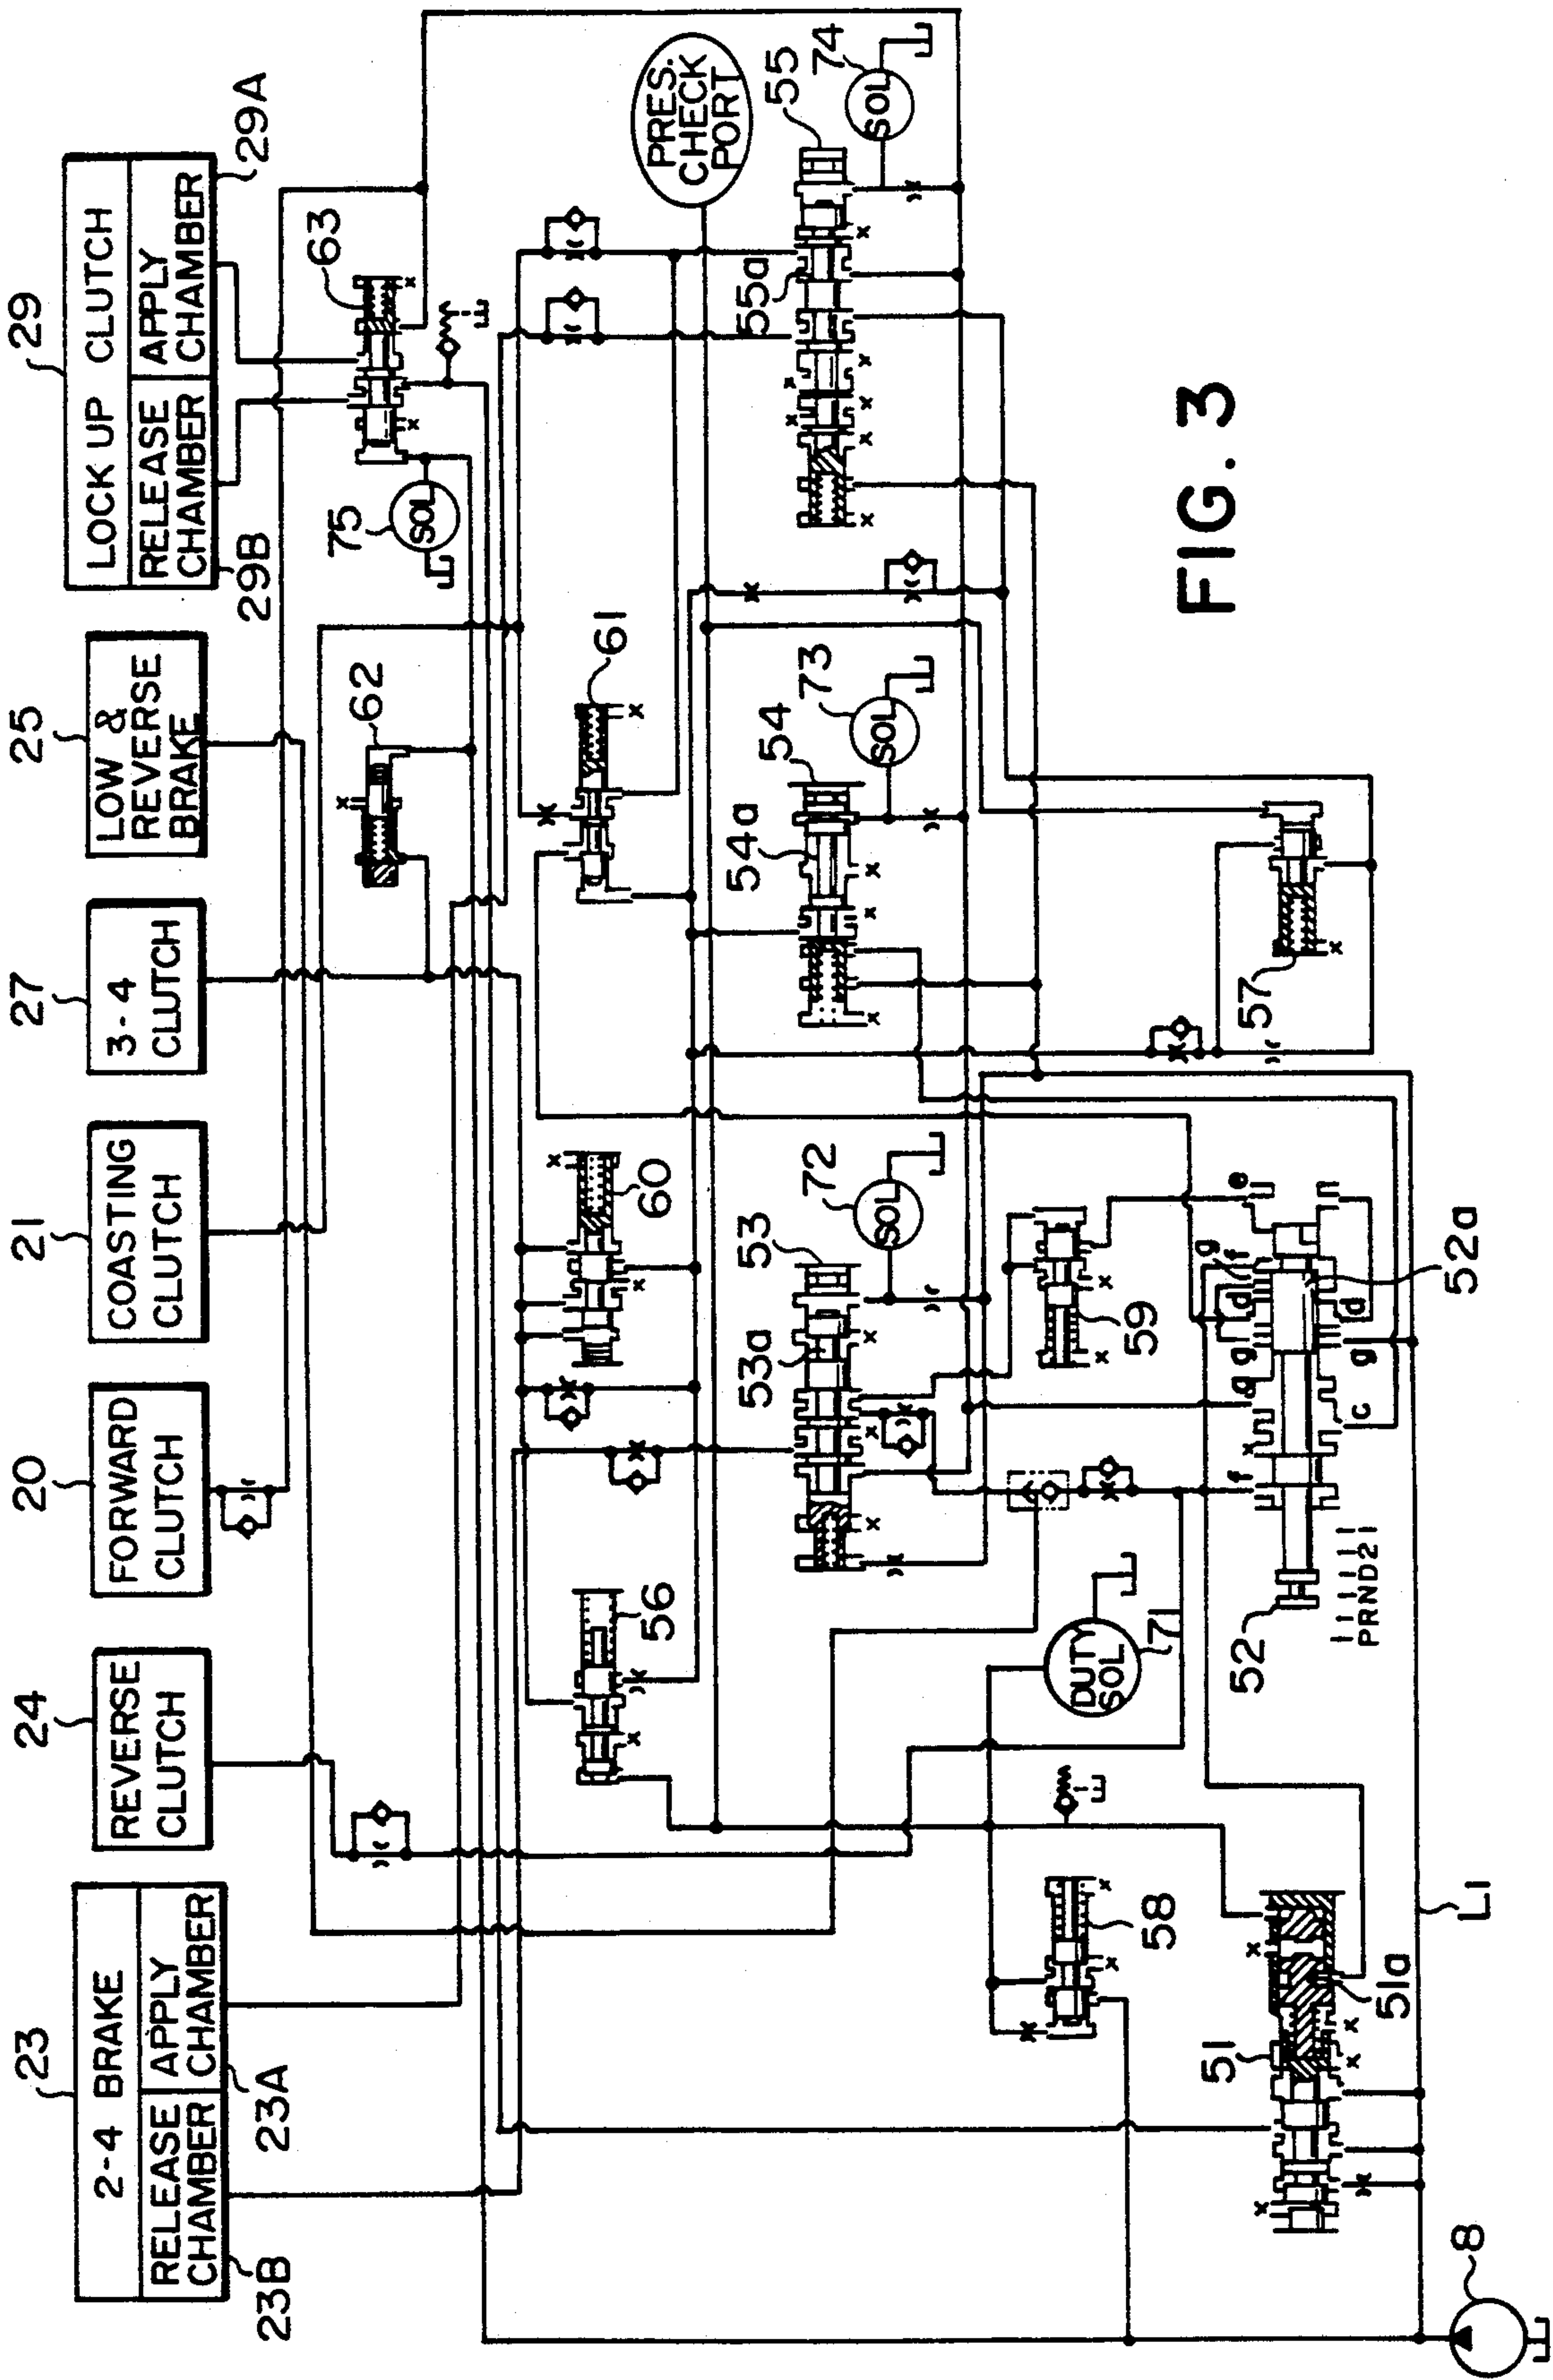 23
2-4 BRAKE
RELEASE CHAMBER
APPLY CHAMBER
23B
23A
24
REVERSE CLUTCH
20
FORWARD CLUTCH
21
COASTING CLUTCH
27
3-4 CLUTCH
25
LOW & REVERSE BRAKE
29
LOCK UP CLUTCH
RELEASE CHAMBER
APPLY CHAMBER
29B
29A
62
75
SOL
63
56
60
61
PRES. CHECK PORT
53
53a
72
SOL
54
54a
73
SOL
55
55a
74
SOL
58
DUTY SOL
71
59
57
51
51a
52
PRND21
f
x
a
c
g
g
d
d
g
f
e
52a
L1
8
FIG. 3